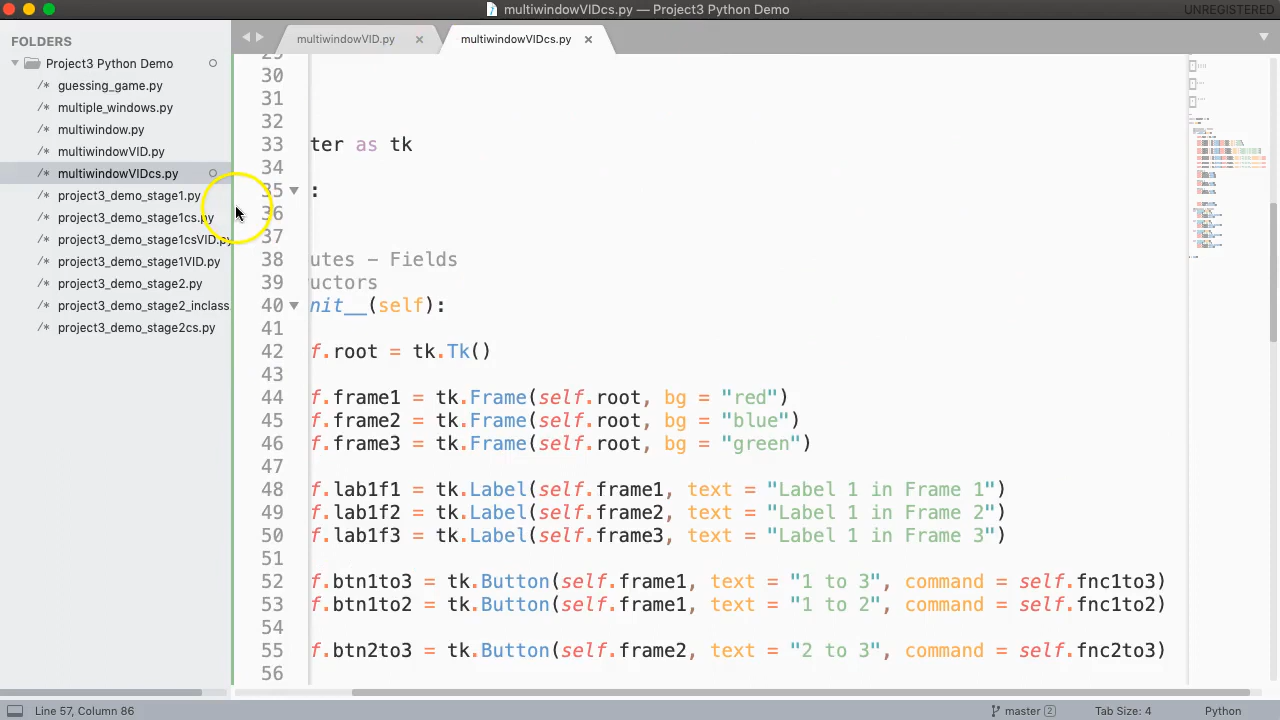 multiwindowVIDcs.py — Project3 Python Demo
UNREGISTERED
FOLDERS
Project3 Python Demo
/* guessing_game.py
/* multiple_windows.py
/* multiwindow.py
/* multiwindowVID.py
/* multiwindowVIDcs.py
/* project3_demo_stage1.py
/* project3_demo_stage1cs.py
/* project3_demo_stage1csVID.py
/* project3_demo_stage1VID.py
/* project3_demo_stage2.py
/* project3_demo_stage2_inclass.
/* project3_demo_stage2cs.py
multiwindowVID.py
multiwindowVIDcs.py
29
30
31
32
33 ter as tk
34
35 :
36
37
38 utes – Fields
39 uctors
40 nit__(self):
41
42 f.root = tk.Tk()
43
44 f.frame1 = tk.Frame(self.root, bg = "red")
45 f.frame2 = tk.Frame(self.root, bg = "blue")
46 f.frame3 = tk.Frame(self.root, bg = "green")
47
48 f.lab1f1 = tk.Label(self.frame1, text = "Label 1 in Frame 1")
49 f.lab1f2 = tk.Label(self.frame2, text = "Label 1 in Frame 2")
50 f.lab1f3 = tk.Label(self.frame3, text = "Label 1 in Frame 3")
51
52 f.btn1to3 = tk.Button(self.frame1, text = "1 to 3", command = self.fnc1to3)
53 f.btn1to2 = tk.Button(self.frame1, text = "1 to 2", command = self.fnc1to2)
54
55 f.btn2to3 = tk.Button(self.frame2, text = "2 to 3", command = self.fnc2to3)
56
Line 57, Column 86
master 2
Tab Size: 4
Python